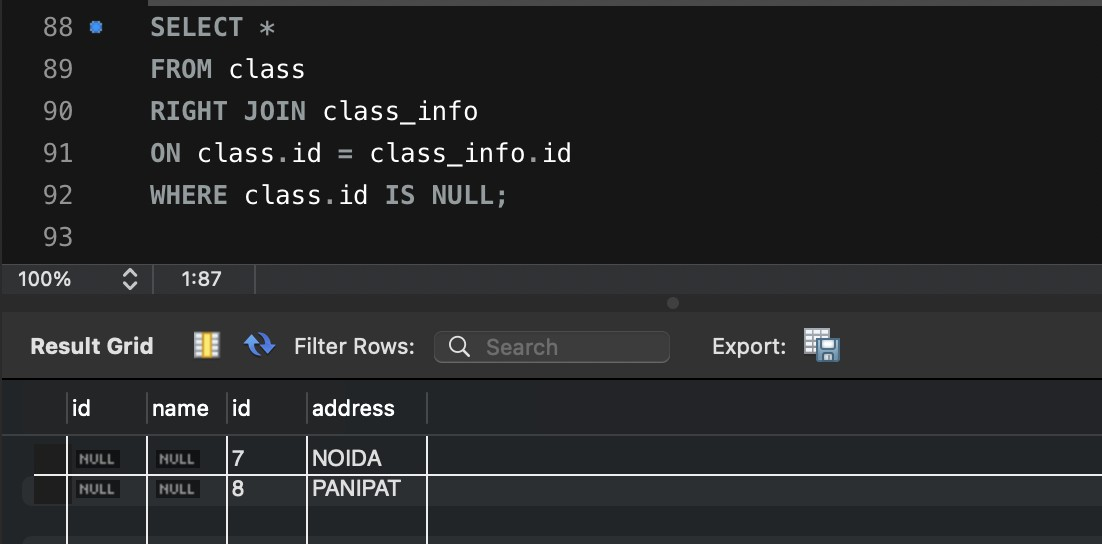 88 SELECT *
89 FROM class
90 RIGHT JOIN class_info
91 ON class.id = class_info.id
92 WHERE class.id IS NULL;
93
100% 1:87
Result Grid Filter Rows: Search Export:
id name id address
NULL NULL 7 NOIDA
NULL NULL 8 PANIPAT